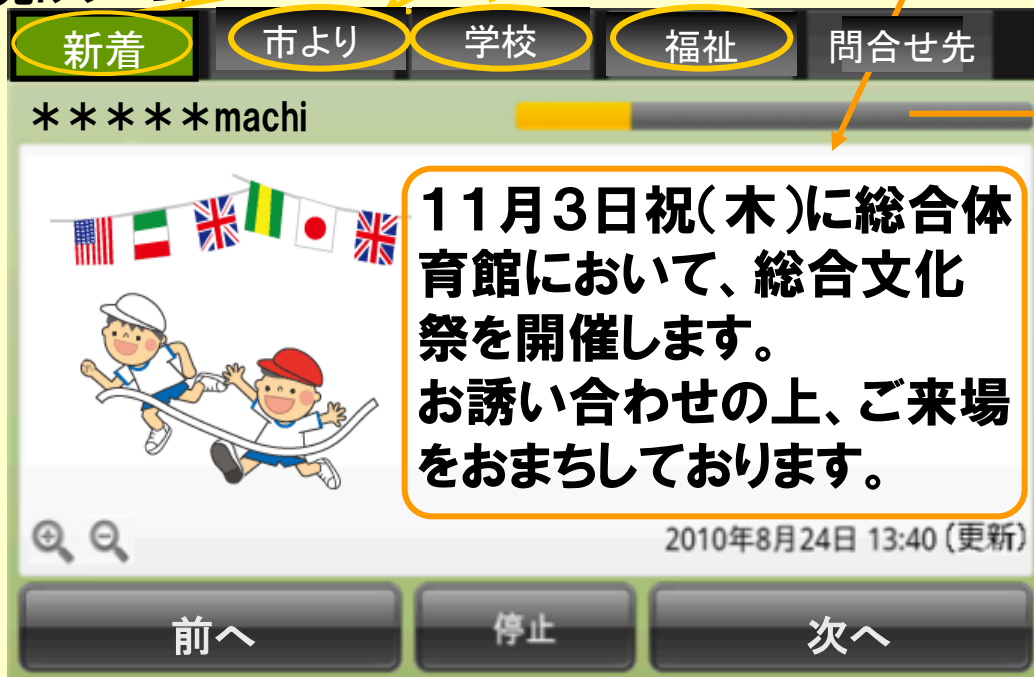 新着 市より 学校 福祉 問合せ先
*****machi
11月3日祝(木)に総合体
育館において、総合文化
祭を開催します。
お誘い合わせの上、ご来場
をおまちしております。
2010年8月24日 13:40 (更新)
前へ 停止 次へ